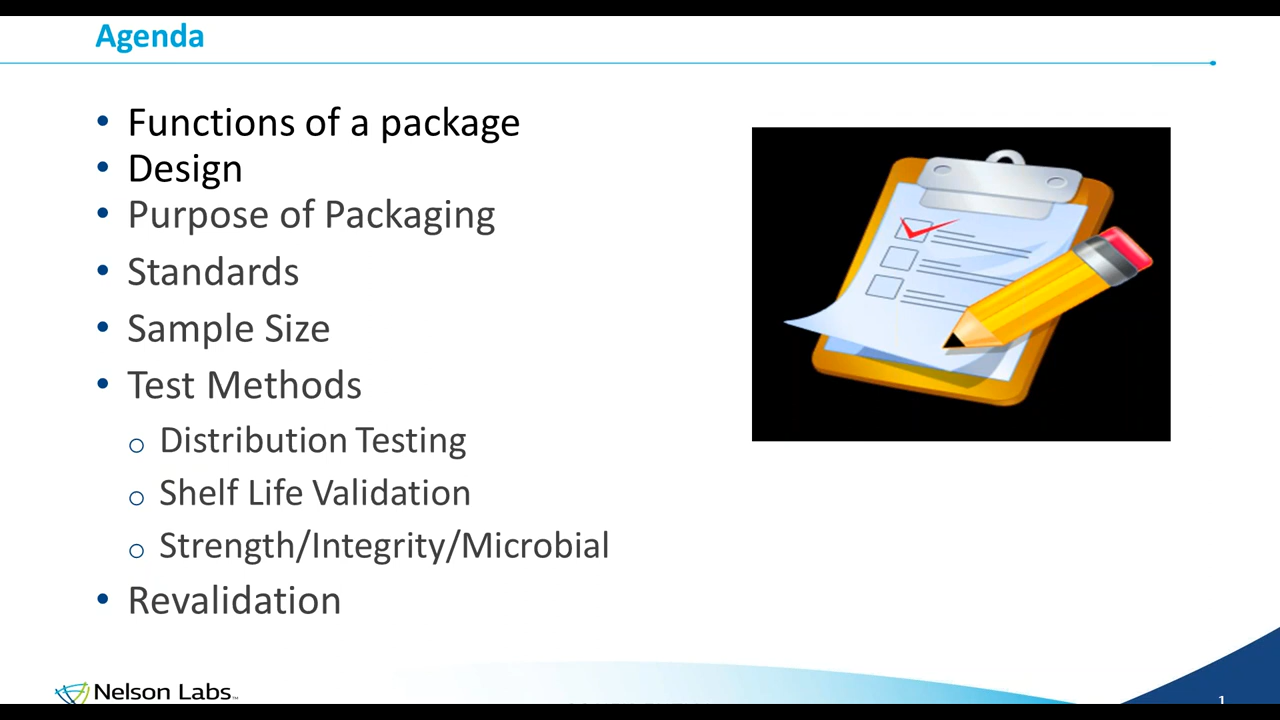 Agenda
• Functions of a package
• Design
• Purpose of Packaging
• Standards
• Sample Size
• Test Methods
o Distribution Testing
o Shelf Life Validation
o Strength/Integrity/Microbial
• Revalidation
Nelson Labs™
1